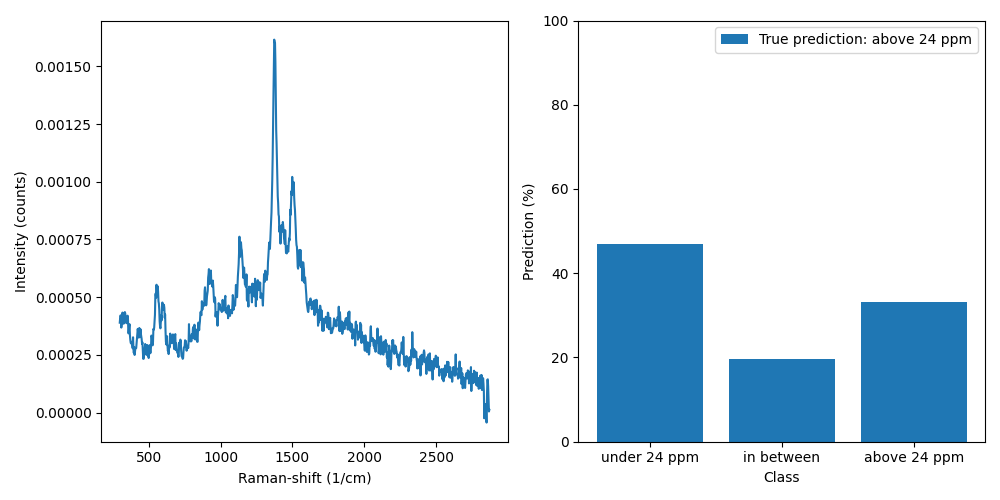 0.00150
0.00125
0.00100
0.00075
0.00050
0.00025
0.00000
Intensity (counts)
500 1000 1500 2000 2500
Raman-shift (1/cm)
100
80
60
40
20
0
Prediction (%)
True prediction: above 24 ppm
under 24 ppm in between above 24 ppm
Class